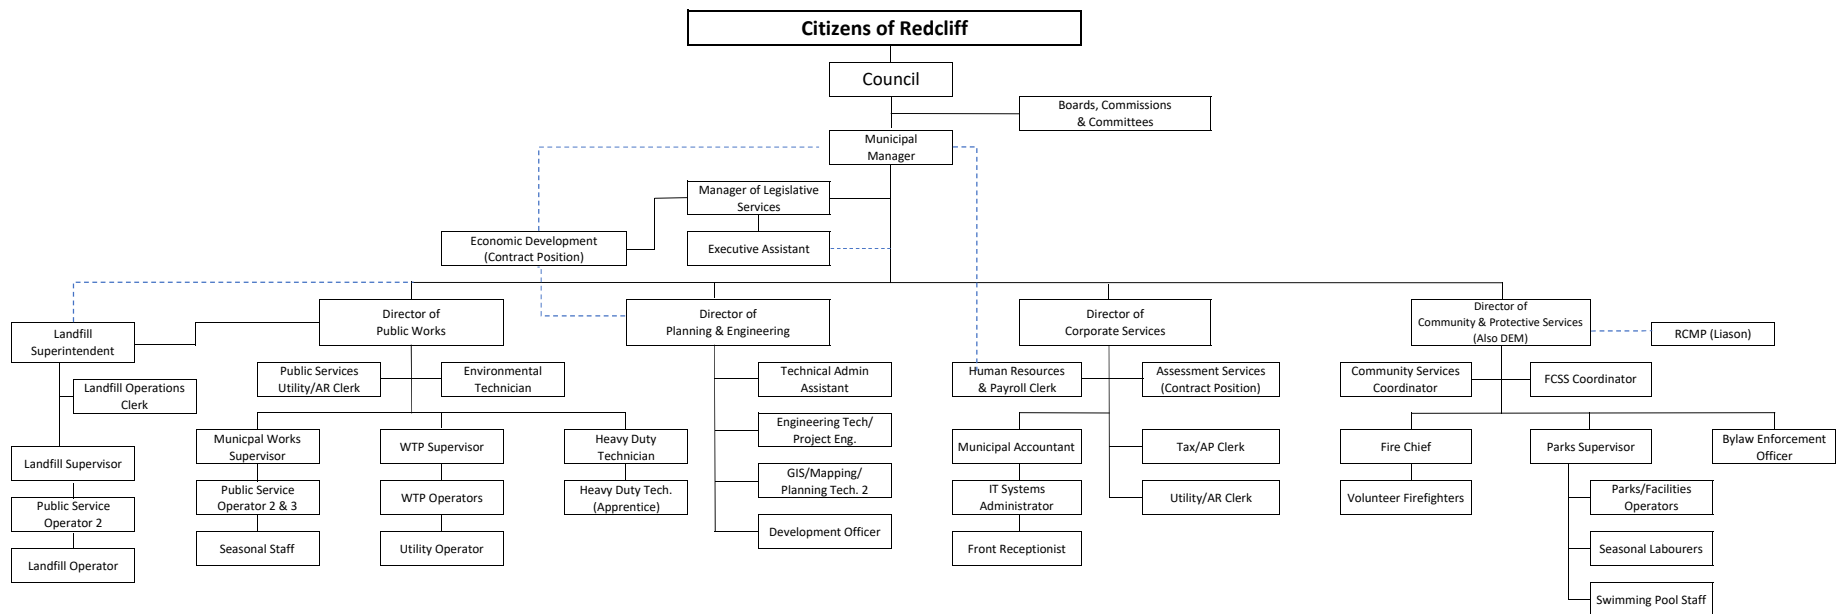 Citizens of Redcliff
Council
Boards, Commissions
& Committees
Municipal
Manager
Manager of Legislative
Services
Economic Development
(Contract Position)
Executive Assistant
Landfill
Superintendent
Director of
Public Works
Director of
Planning & Engineering
Director of
Corporate Services
Director of
Community & Protective Services
(Also DEM)
RCMP (Liason)
Landfill Operations
Clerk
Public Services
Utility/AR Clerk
Environmental
Technician
Technical Admin
Assistant
Human Resources
& Payroll Clerk
Assessment Services
(Contract Position)
Community Services
Coordinator
FCSS Coordinator
Landfill Supervisor
Municpal Works
Supervisor
WTP Supervisor
Heavy Duty
Technician
Engineering Tech/
Project Eng.
Municipal Accountant
Tax/AP Clerk
Fire Chief
Parks Supervisor
Bylaw Enforcement
Officer
Public Service
Operator 2
Public Service
Operator 2 & 3
WTP Operators
Heavy Duty Tech.
(Apprentice)
GIS/Mapping/
Planning Tech. 2
IT Systems
Administrator
Utility/AR Clerk
Volunteer Firefighters
Parks/Facilities
Operators
Landfill Operator
Seasonal Staff
Utility Operator
Development Officer
Front Receptionist
Seasonal Labourers
Swimming Pool Staff